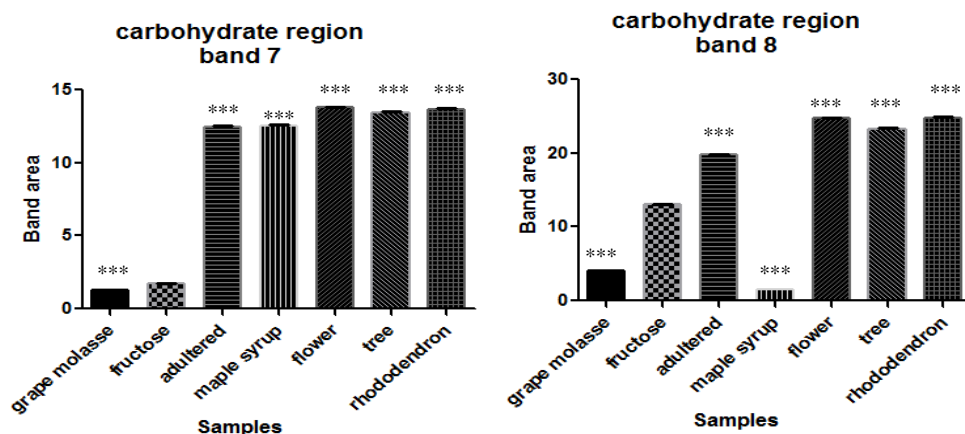 carbohydrate region
band 7
Band area
15
10
5
0
***
***
***
***
***
***
grape molasse
fructose
adultered
maple syrup
flower
tree
rhododendron
Samples
carbohydrate region
band 8
Band area
30
20
10
0
***
***
***
***
***
***
grape molasse
fructose
adultered
maple syrup
flower
tree
rhododendron
Samples